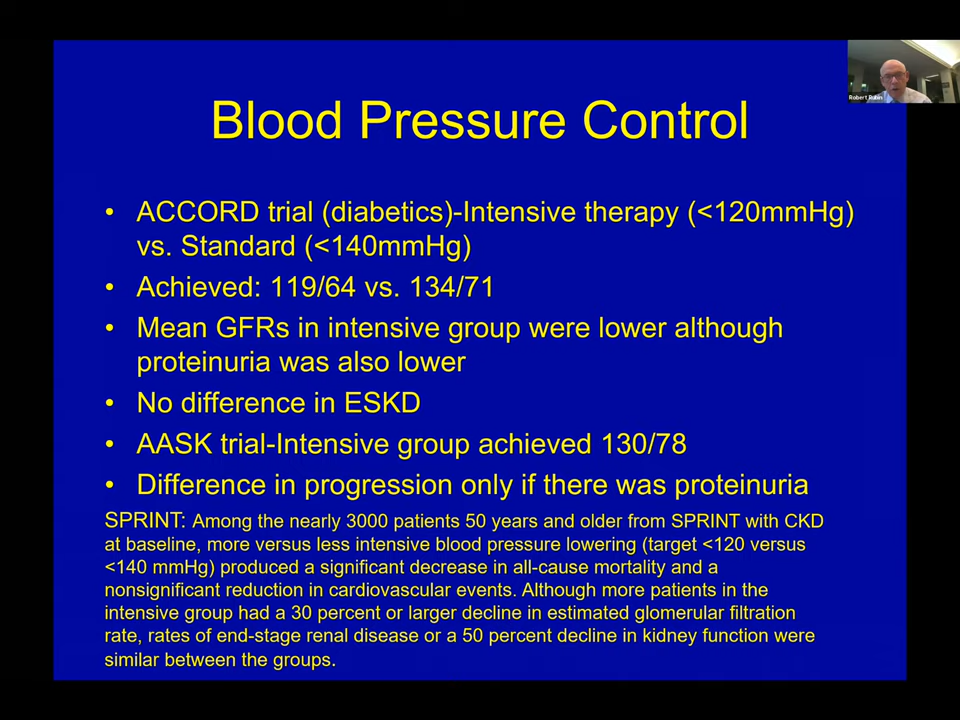 Robert Rubin
Blood Pressure Control
• ACCORD trial (diabetics)-Intensive therapy (<120mmHg)
vs. Standard (<140mmHg)
• Achieved: 119/64 vs. 134/71
• Mean GFRs in intensive group were lower although
proteinuria was also lower
• No difference in ESKD
• AASK trial-Intensive group achieved 130/78
• Difference in progression only if there was proteinuria
SPRINT: Among the nearly 3000 patients 50 years and older from SPRINT with CKD
at baseline, more versus less intensive blood pressure lowering (target <120 versus
<140 mmHg) produced a significant decrease in all-cause mortality and a
nonsignificant reduction in cardiovascular events. Although more patients in the
intensive group had a 30 percent or larger decline in estimated glomerular filtration
rate, rates of end-stage renal disease or a 50 percent decline in kidney function were
similar between the groups.